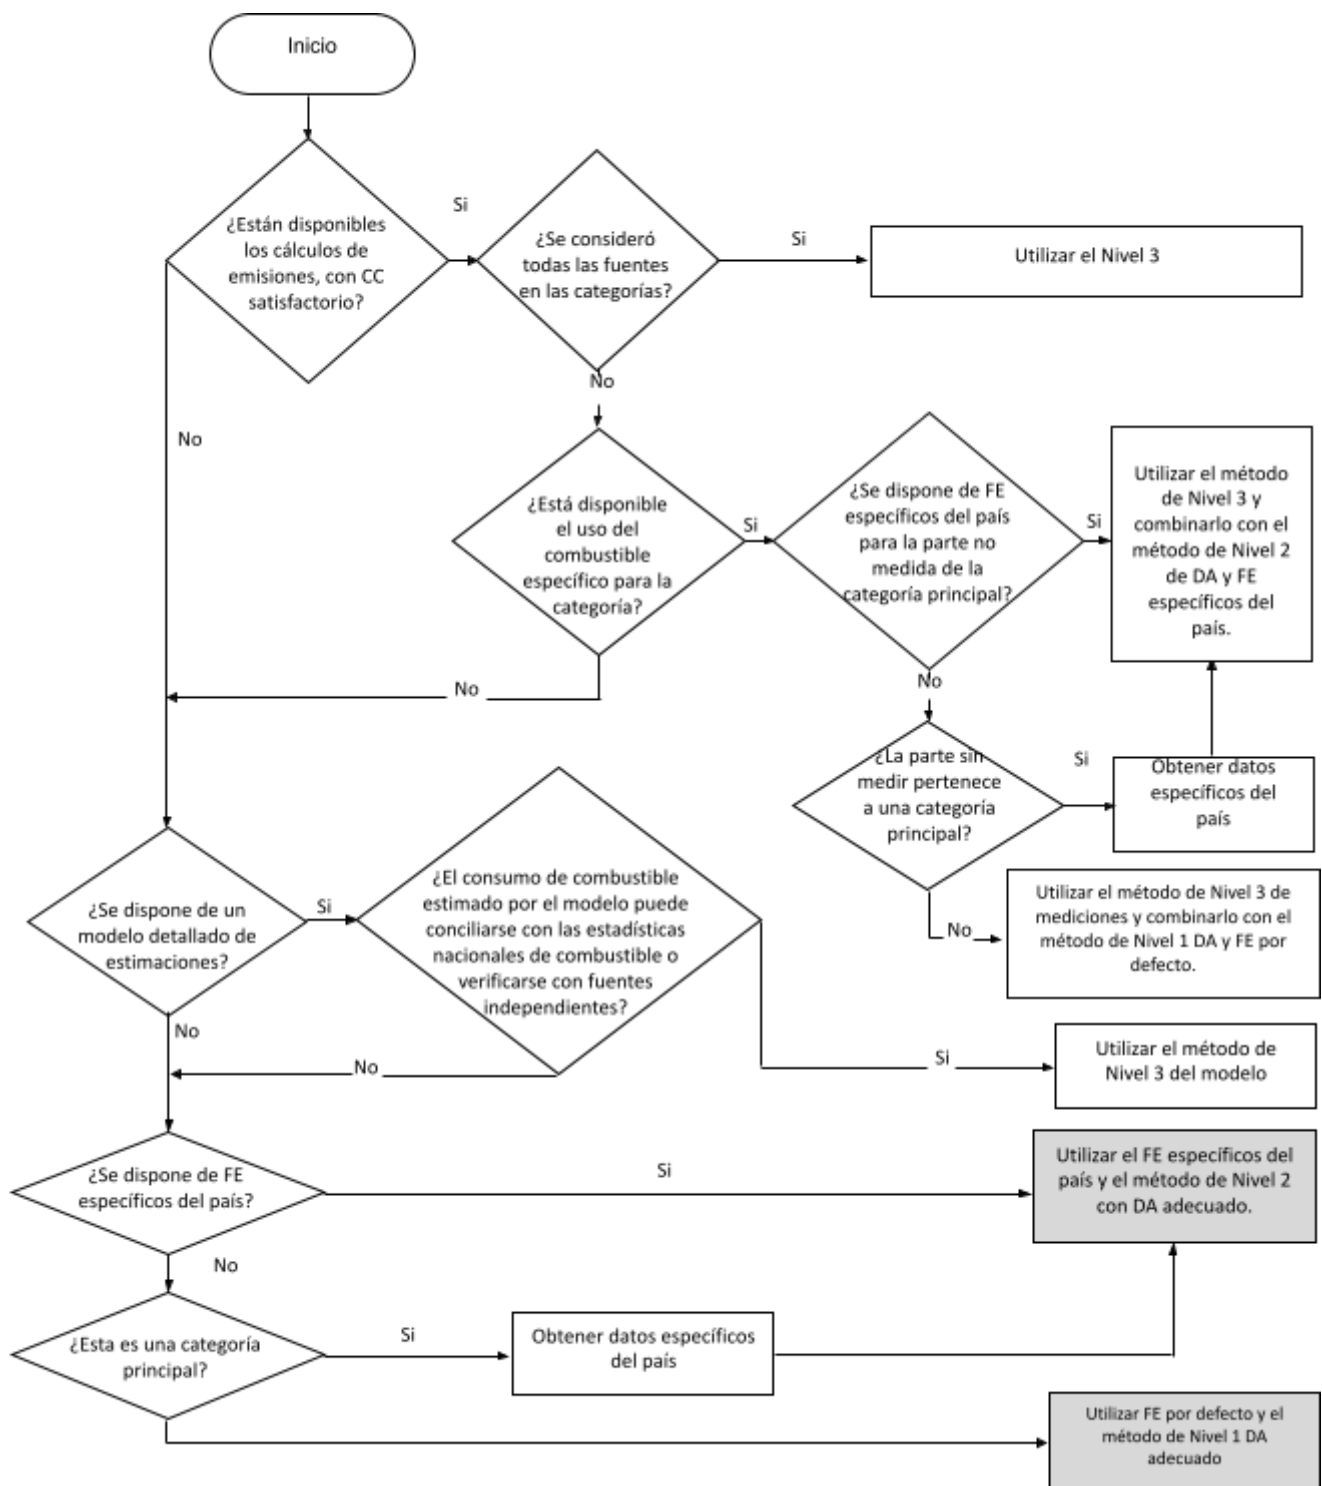 Inicio
¿Están disponibles
los cálculos de
emisiones, con CC
satisfactorio?
Si
¿Se consideró
todas las fuentes
en las categorías?
Si
Utilizar el Nivel 3
No
No
¿Está disponible
el uso del
combustible
específico para la
categoría?
Si
¿Se dispone de FE
específicos del país
para la parte no
medida de la
categoría principal?
Si
Utilizar el método
de Nivel 3 y
combinarlo con el
método de Nivel 2
de DA y FE
específicos del
país.
No
No
¿La parte sin
medir pertenece
a una categoría
principal?
Si
Obtener datos
específicos del
país
No
Utilizar el método de Nivel 3 de
mediciones y combinarlo con el
método de Nivel 1 DA y FE por
defecto.
¿Se dispone de un
modelo detallado de
estimaciones?
Si
¿El consumo de combustible
estimado por el modelo puede
conciliarse con las estadísticas
nacionales de combustible o
verificarse con fuentes
independientes?
No
No
Si
Utilizar el método de
Nivel 3 del modelo
¿Se dispone de FE
específicos del país?
Si
Utilizar el FE específicos del
país y el método de Nivel 2
con DA adecuado.
No
¿Esta es una categoría
principal?
Si
Obtener datos específicos
del país
Utilizar FE por defecto y el
método de Nivel 1 DA
adecuado